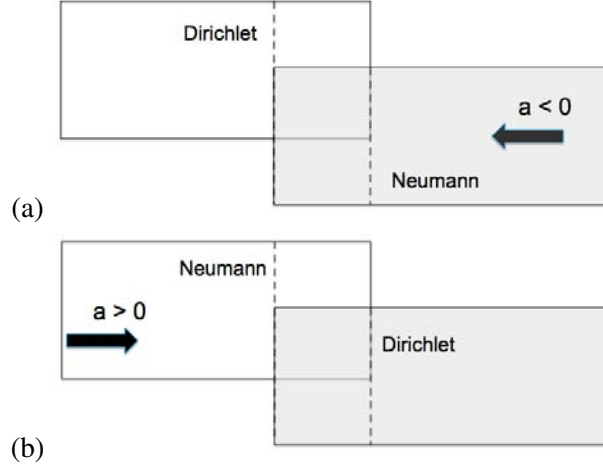 Dirichlet
a < 0
Neumann
(a)
Neumann
a > 0
Dirichlet
(b)